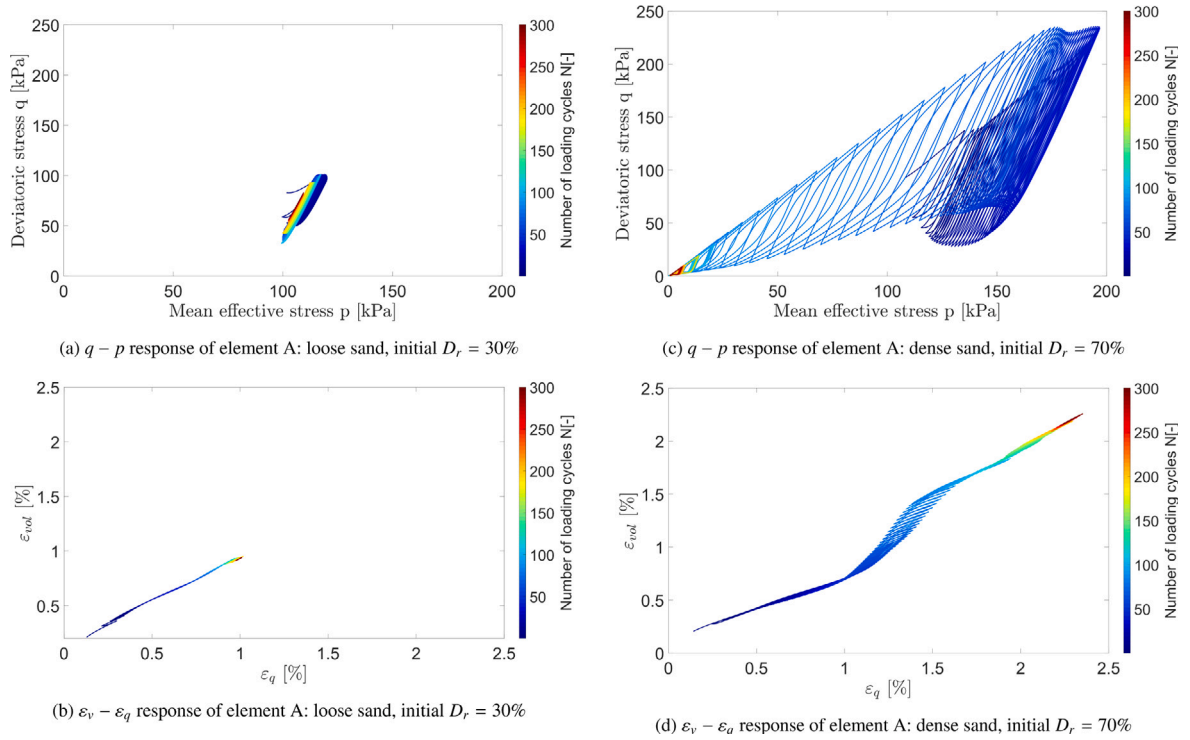 250
200
150
100
50
0
Deviatoric stress q [kPa]
0 50 100 150 200
Mean effective stress p [kPa]
300
250
200
150
100
50
Number of loading cycles N[-]
(a) q − p response of element A: loose sand, initial D_r = 30%
250
200
150
100
50
0
Deviatoric stress q [kPa]
0 50 100 150 200
Mean effective stress p [kPa]
300
250
200
150
100
50
Number of loading cycles N[-]
(c) q − p response of element A: dense sand, initial D_r = 70%
2.5
2
1.5
1
0.5
ε_vol [%]
0 0.5 1 1.5 2 2.5
ε_q [%]
300
250
200
150
100
50
Number of loading cycles N[-]
(b) ε_v − ε_q response of element A: loose sand, initial D_r = 30%
2.5
2
1.5
1
0.5
0
ε_vol [%]
0 0.5 1 1.5 2 2.5
ε_q [%]
300
250
200
150
100
50
Number of loading cycles N[-]
(d) ε_v − ε_q response of element A: dense sand, initial D_r = 70%